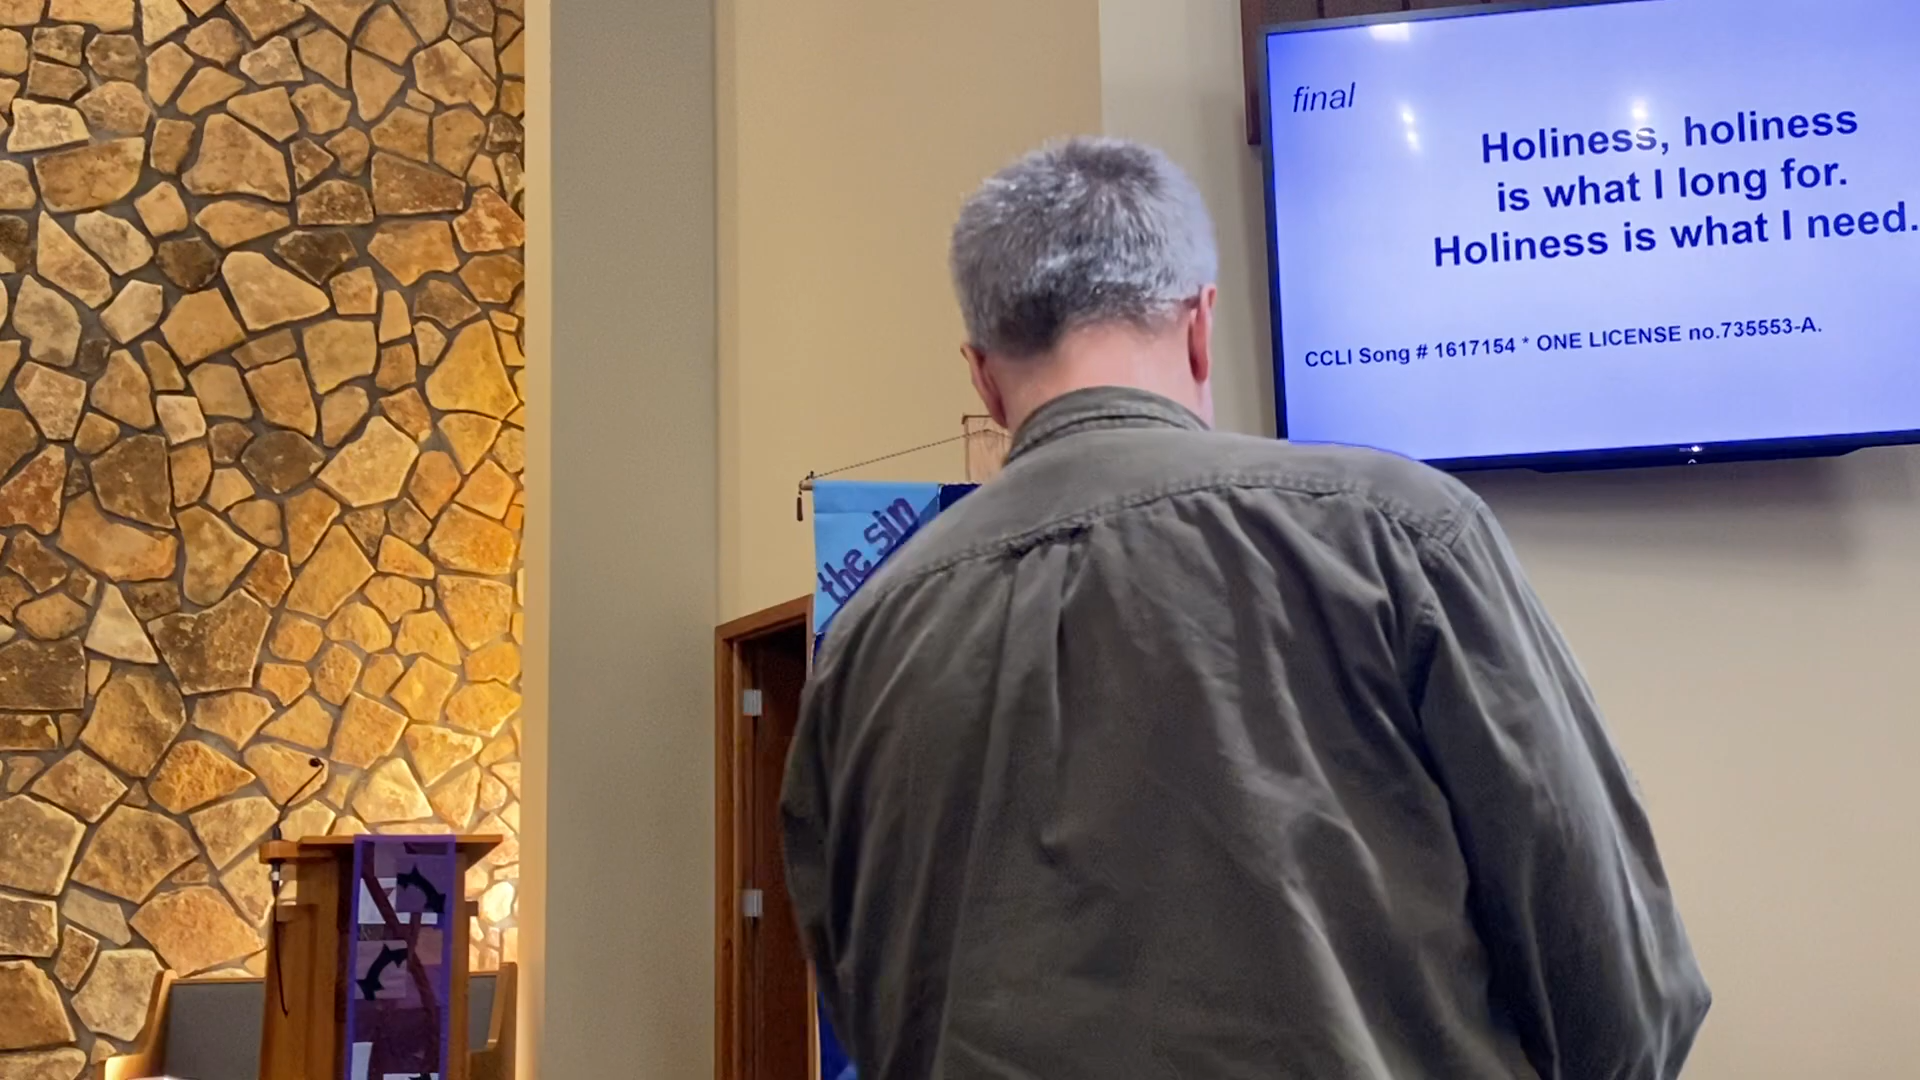 final
Holiness, holiness
is what I long for.
Holiness is what I need.
CCLI Song # 1617154 * ONE LICENSE no.735553-A.
the sin